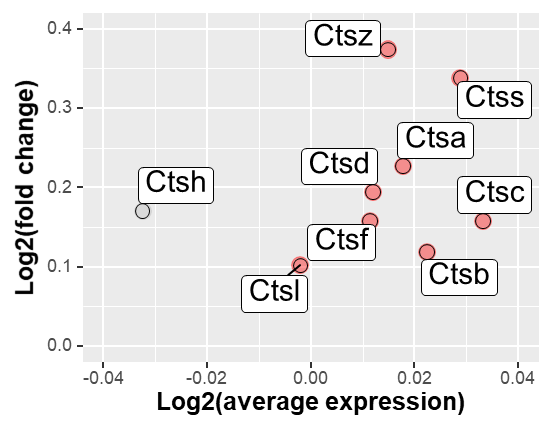 0.4
0.3
0.2
0.1
0.0
Log2(fold change)
Ctsz
Ctss
Ctsa
Ctsd
Ctsh
Ctsc
Ctsf
Ctsb
Ctsl
-0.04
-0.02
0.00
0.02
0.04
Log2(average expression)